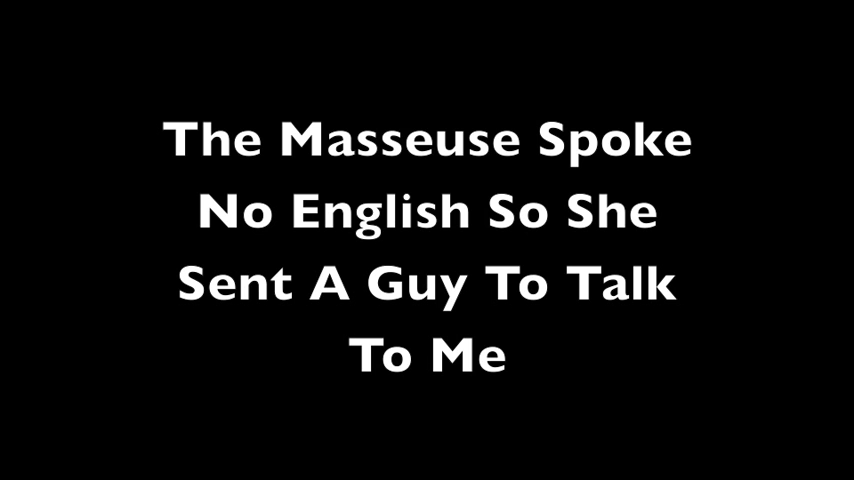 The Masseuse Spoke
No English So She
Sent A Guy To Talk
To Me